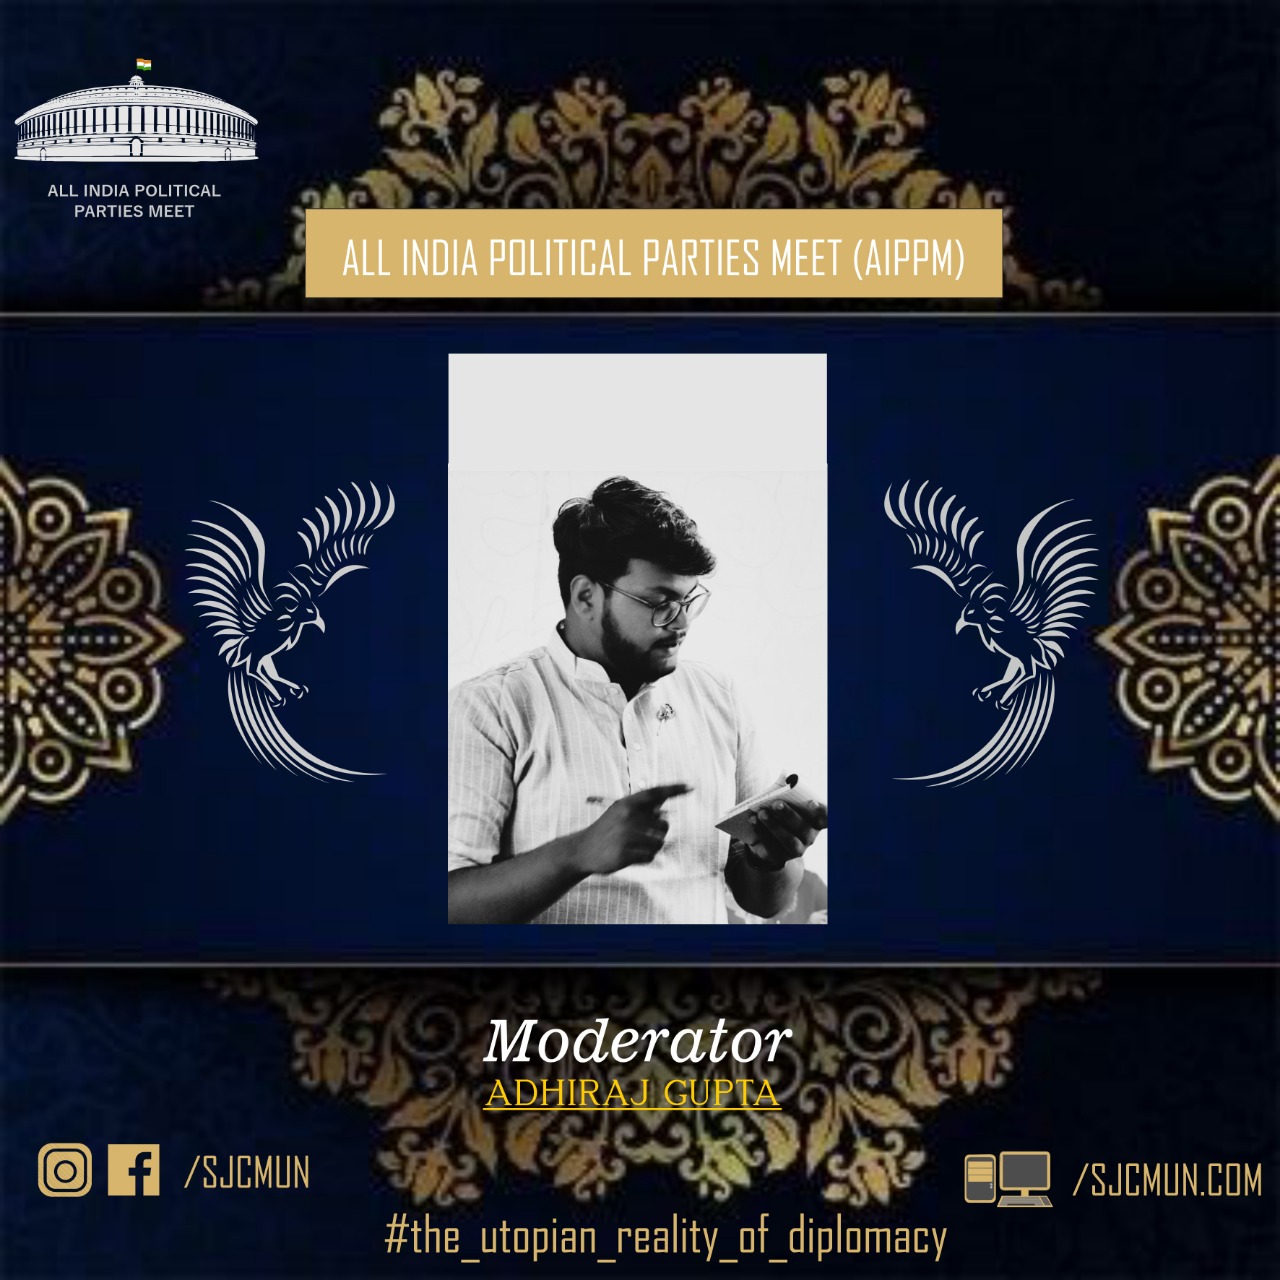 ALL INDIA POLITICAL
PARTIES MEET
ALL INDIA POLITICAL PARTIES MEET (AIPPM)
Moderator
ADHIRAJ GUPTA
/SJCMUN
/SJCMUN.COM
#the_utopian_reality_of_diplomacy